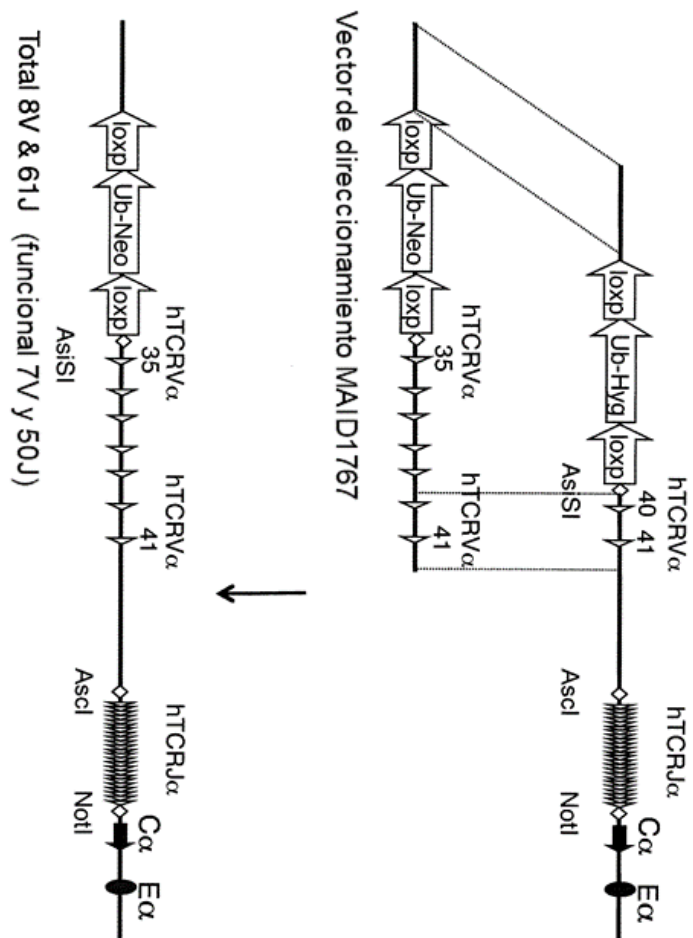 hTCRVα hTCRJα
40 41 Cα Eα
loxp Ub-Hyg loxp
AsiSI AscI NotI
hTCRVα hTCRVα
35 41
loxp Ub-Neo loxp
Vector de direccionamiento MAID1767
hTCRVα hTCRVα hTCRJα
35 41 Cα Eα
loxp Ub-Neo loxp
AsiSI AscI NotI
Total 8V & 61J (funcional 7V y 50J)